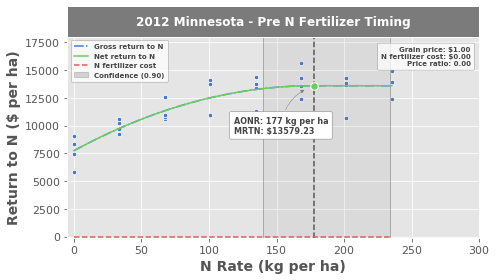 2012 Minnesota - Pre N Fertilizer Timing
Gross return to N
Net return to N
N fertilizer cost
Confidence (0.90)
Grain price: $1.00
N fertilizer cost: $0.00
Price ratio: 0.00
AONR: 177 kg per ha
MRTN: $13579.23
Return to N ($ per ha)
17500
15000
12500
10000
7500
5000
2500
0
0 50 100 150 200 250 300
N Rate (kg per ha)